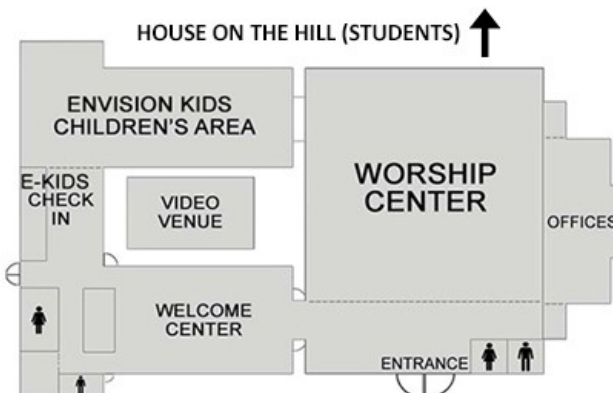 HOUSE ON THE HILL (STUDENTS)
ENVISION KIDS
CHILDREN'S AREA
WORSHIP
CENTER
E-KIDS
CHECK
IN
VIDEO
VENUE
OFFICES
WELCOME
CENTER
ENTRANCE